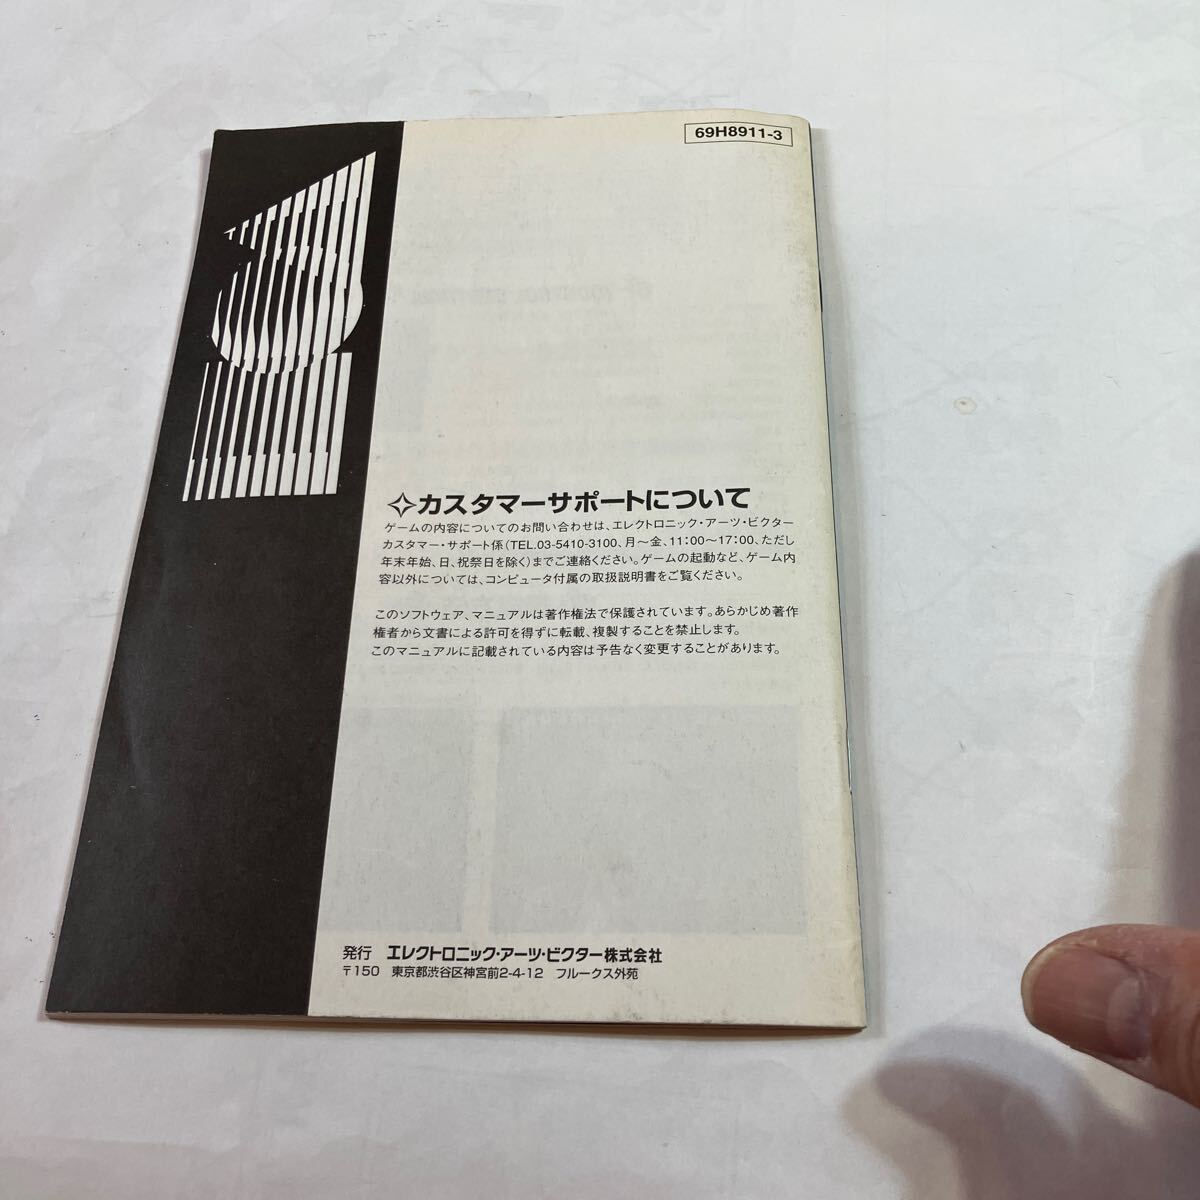 69H8911-3
カスタマーサポートについて
ゲームの内容についてのお問い合わせは、エレクトロニック・アーツ・ビクター
カスタマー・サポート係(TEL.03-5410-3100、月〜金、11:00〜17:00、ただし
年末年始、日、祝祭日を除く)までご連絡ください。ゲームの起動など、ゲーム内
容以外については、コンピュータ付属の取扱説明書をご覧ください。
このソフトウェア、マニュアルは著作権法で保護されています。あらかじめ著作
権者から文書による許可を得ずに転載、複製することを禁止します。
このマニュアルに記載されている内容は予告なく変更することがあります。
発行 エレクトロニック・アーツ・ビクター株式会社
〒150 東京都渋谷区神宮前2-4-12 フルークス外苑